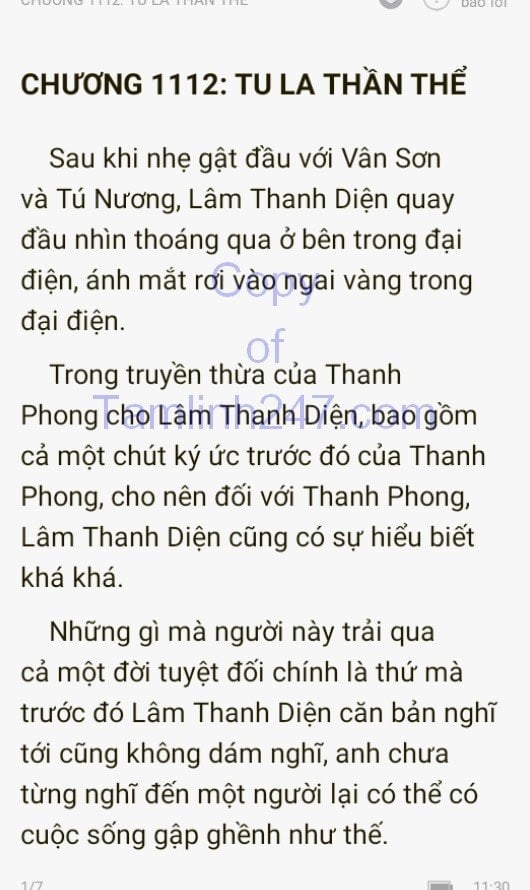 CHƯƠNG 1112: TU LA THẦN THỂ
báo lỗi
CHƯƠNG 1112: TU LA THẦN THỂ
Sau khi nhẹ gật đầu với Vân Sơn
và Tú Nương, Lâm Thanh Diện quay
đầu nhìn thoáng qua ở bên trong đại
điện, ánh mắt rơi vào ngai vàng trong
đại điện.
Trong truyền thừa của Thanh
Phong cho Lâm Thanh Diện, bao gồm
cả một chút ký ức trước đó của Thanh
Phong, cho nên đối với Thanh Phong,
Lâm Thanh Diện cũng có sự hiểu biết
khá khá.
Những gì mà người này trải qua
cả một đời tuyệt đối chính là thứ mà
trước đó Lâm Thanh Diện căn bản nghĩ
tới cũng không dám nghĩ, anh chưa
từng nghĩ đến một người lại có thể có
cuộc sống gập ghềnh như thế.
Copy
of
Tamlinh247.com
1/7
11:30